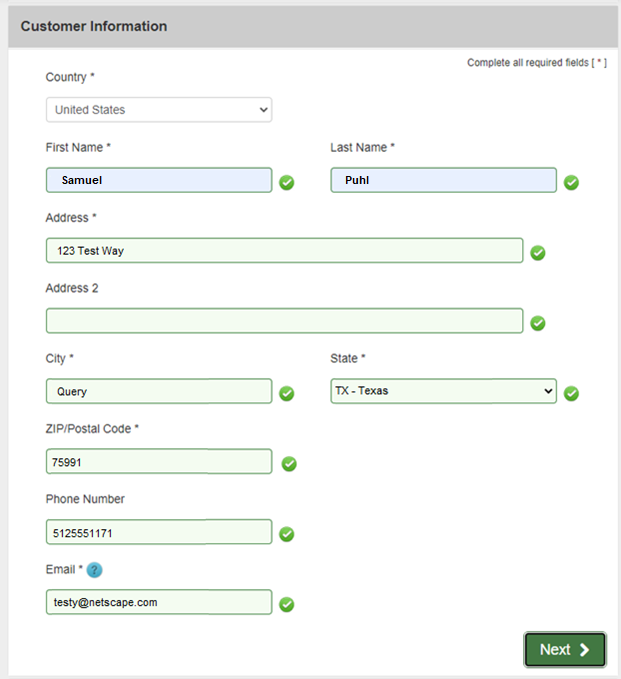 Customer Information
Complete all required fields [ * ]
Country *
United States
First Name *
Last Name *
Samuel
Puhl
Address *
123 Test Way
Address 2
City *
State *
Query
TX - Texas
ZIP/Postal Code *
75991
Phone Number
5125551171
Email * ?
testy@netscape.com
Next